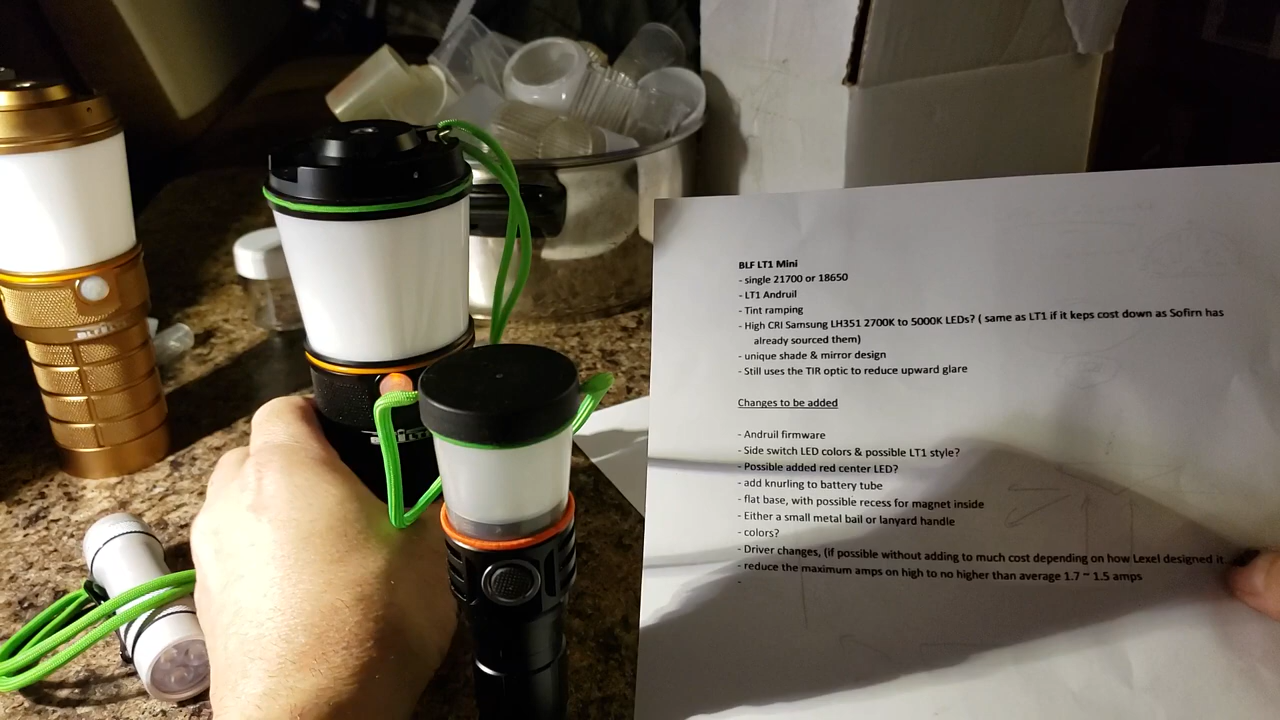 BLF LT1 Mini
- single 21700 or 18650
- LT1 Andruil
- Tint ramping
- High CRI Samsung LH351 2700K to 5000K LEDs? ( same as LT1 if it keps cost down as Sofirn has
already sourced them)
- unique shade & mirror design
- Still uses the TIR optic to reduce upward glare
Changes to be added
- Andruil firmware
- Side switch LED colors & possible LT1 style?
- Possible added red center LED?
- add knurling to battery tube
- flat base, with possible recess for magnet inside
- Either a small metal bail or lanyard handle
- colors?
- Driver changes, (if possible without adding to much cost depending on how Lexel designed it
- reduce the maximum amps on high to no higher than average 1.7 ~ 1.5 amps
-